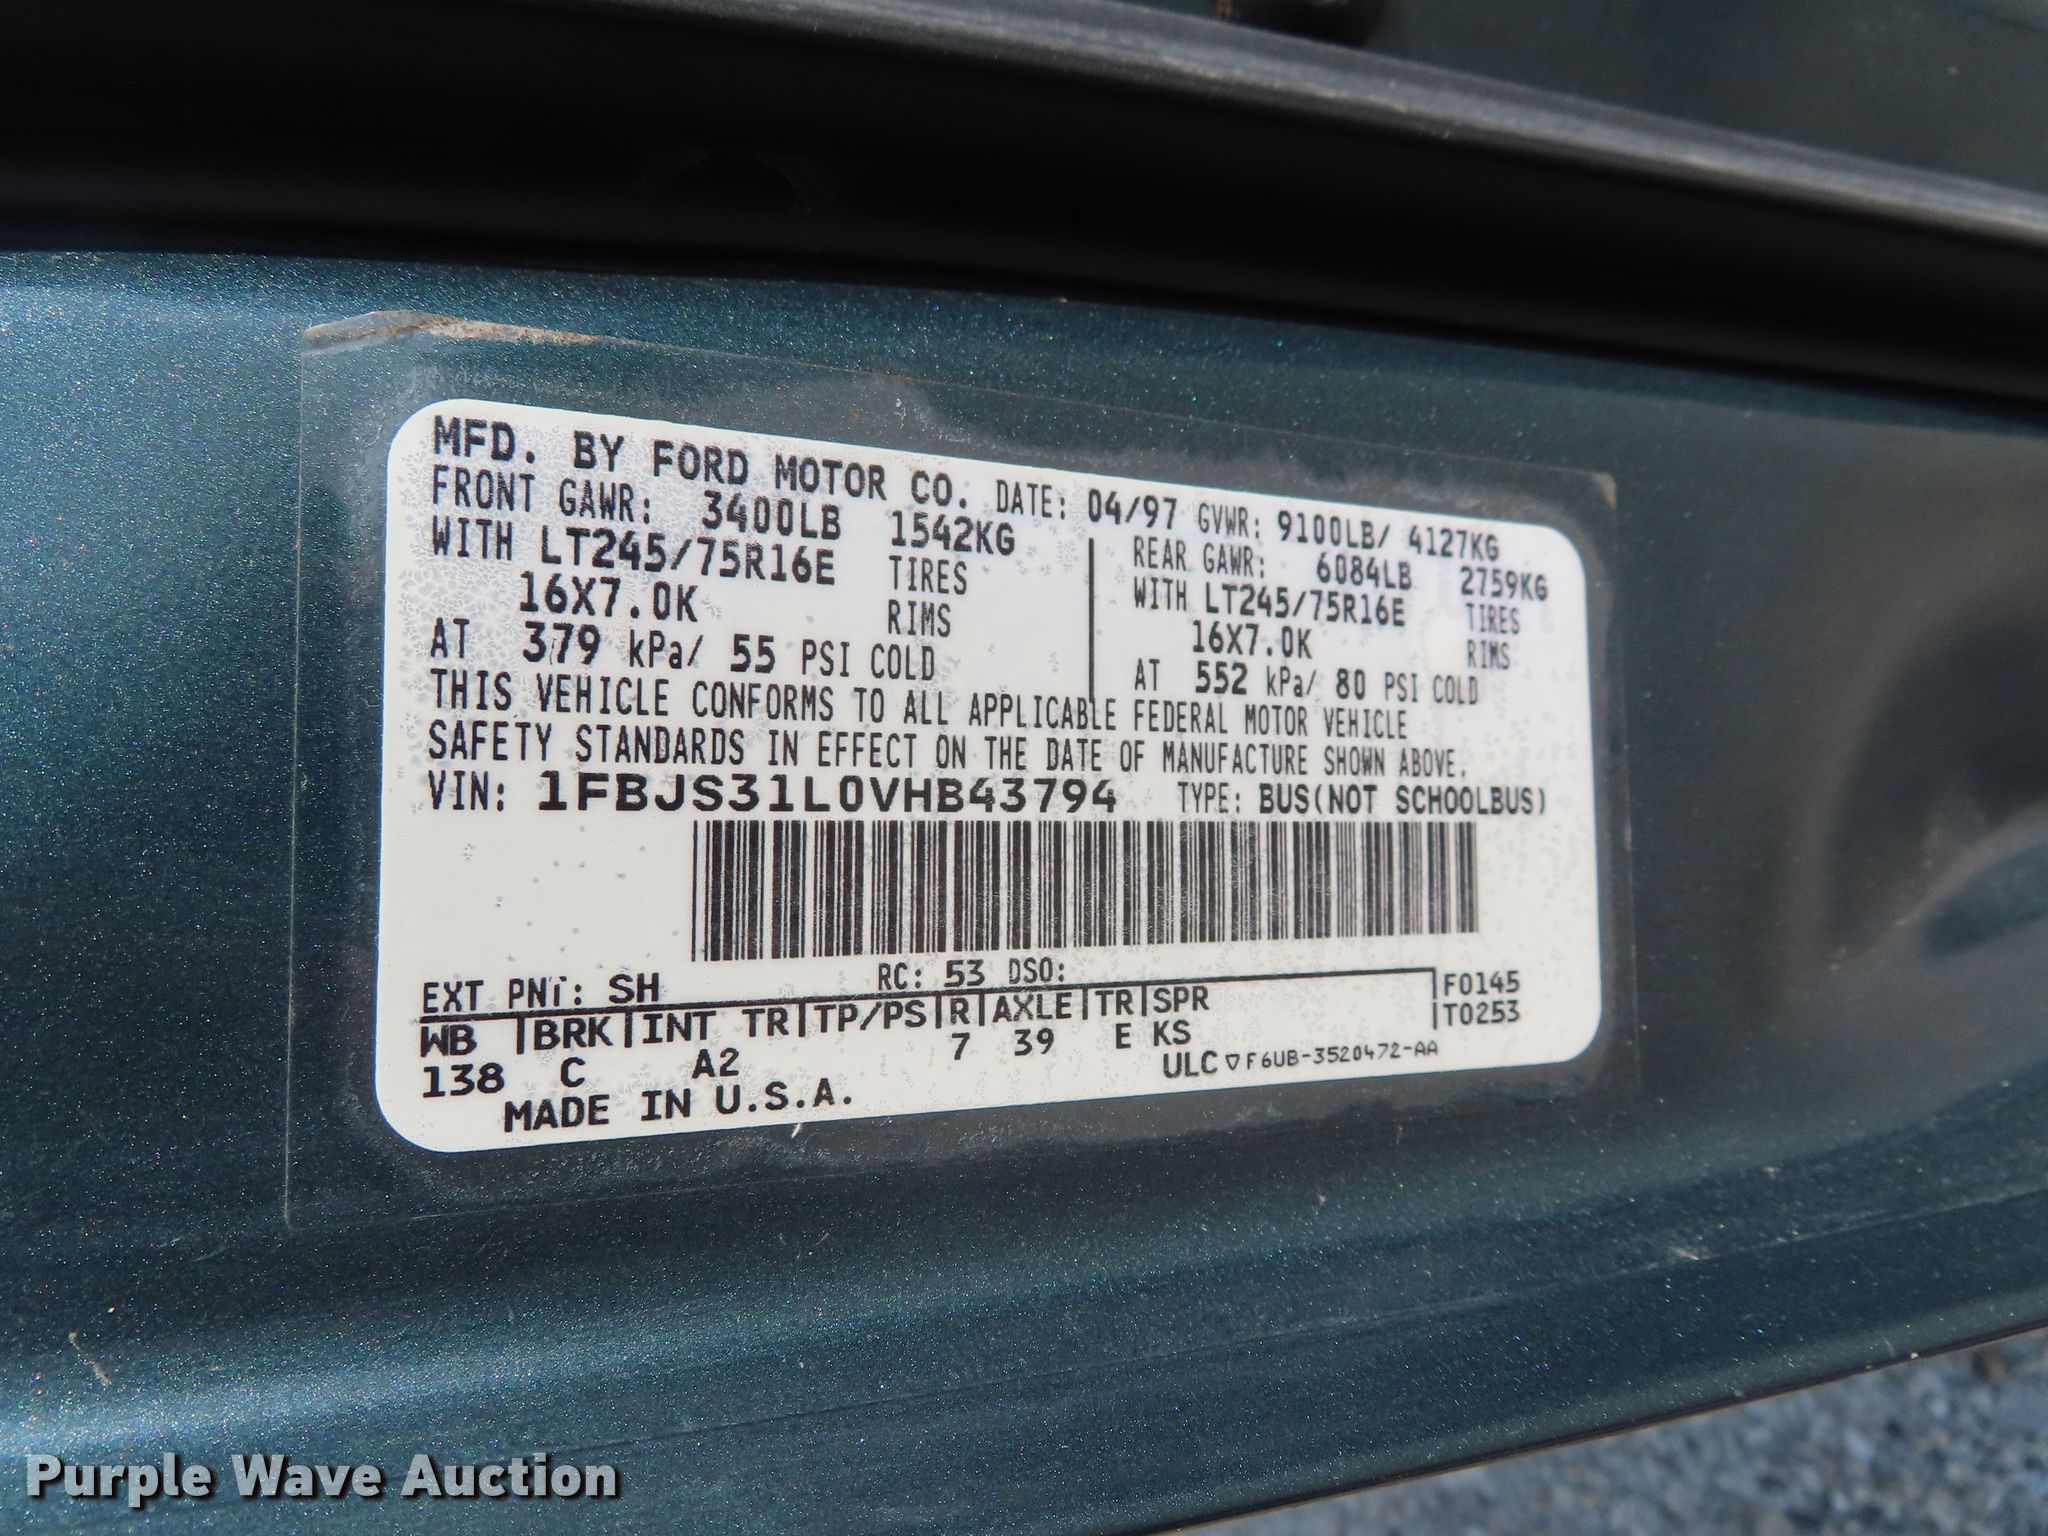 MFD. BY FORD MOTOR CO. DATE: 04/97 GVWR: 9100LB/ 4127KG
FRONT GAWR: 3400LB 1542KG
WITH LT245/75R16E TIRES
16X7.0K RIMS
AT 379 kPa/ 55 PSI COLD
REAR GAWR: 6084LB 2759KG
WITH LT245/75R16E TIRES
16X7.0K RIMS
AT 552 kPa/ 80 PSI COLD
THIS VEHICLE CONFORMS TO ALL APPLICABLE FEDERAL MOTOR VEHICLE
SAFETY STANDARDS IN EFFECT ON THE DATE OF MANUFACTURE SHOWN ABOVE.
VIN: 1FBJS31L0VHB43794 TYPE: BUS(NOT SCHOOLBUS)
EXT PNT: SH RC: 53 DSO:
WB |BRK|INT TR|TP/PS|R|AXLE|TR|SPR
138 C A2 7 39 E KS
F0145
T0253
MADE IN U.S.A.
ULC ▽ F6UB-3520472-AA
Purple Wave Auction